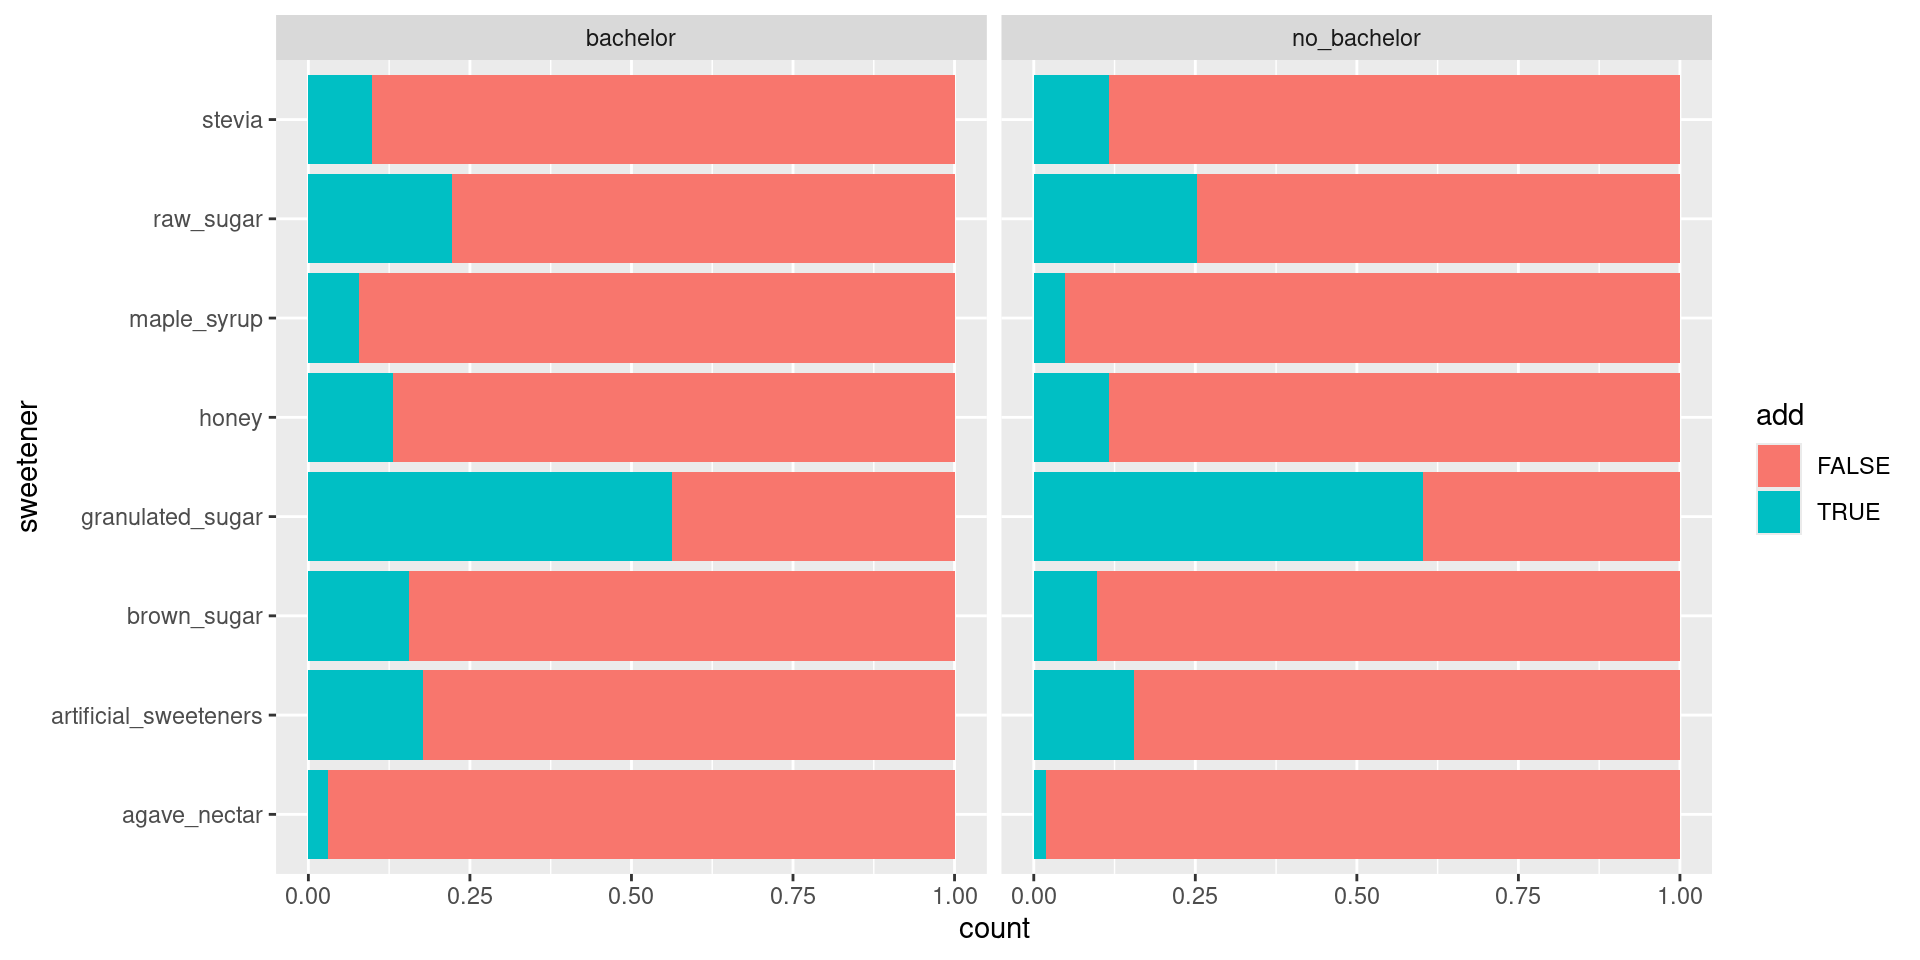 bachelor
no_bachelor
stevia
raw_sugar
maple_syrup
honey
granulated_sugar
brown_sugar
artificial_sweeteners
agave_nectar
sweetener
0.00 0.25 0.50 0.75 1.00
0.00 0.25 0.50 0.75 1.00
count
add
FALSE
TRUE